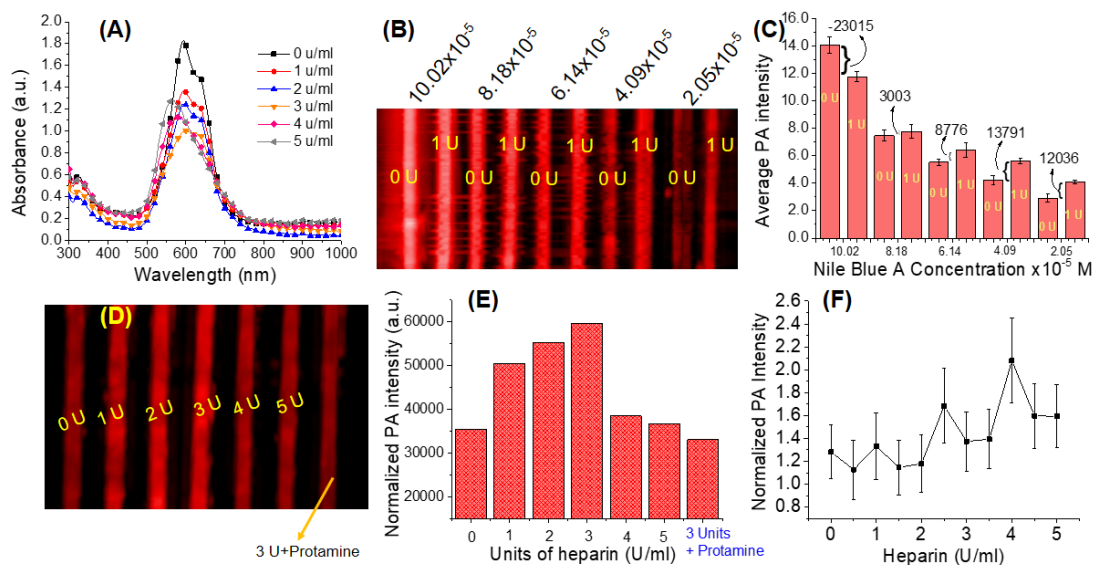 (A)
Absorbance (a.u.)
2.0
1.8
1.6
1.4
1.2
1.0
0.8
0.6
0.4
0.2
0.0
0 u/ml
1 u/ml
2 u/ml
3 u/ml
4 u/ml
5 u/ml
300 400 500 600 700 800 900 1000
Wavelength (nm)
(B)
10.02x10-5
8.18x10-5
6.14x10-5
4.09x10-5
2.05x10-5
1 U 1 U 1 U 1 U 1 U
0 U 0 U 0 U 0 U 0 U
(C)
Average PA intensity
16.0
14.0
12.0
10.0
8.0
6.0
4.0
2.0
0.0
-23015
3003
8776
13791
12036
0 U 1 U 0 U 1 U 0 U 1 U 0 U 1 U 0 U 1 U
10.02 8.18 6.14 4.09 2.05
Nile Blue A Concentration x10-5 M
(D)
0 U 1 U 2 U 3 U 4 U 5 U
3 U+Protamine
(E)
Normalized PA intensity (a.u.)
60000
50000
40000
30000
20000
0 1 2 3 4 5 3 Units
+ Protamine
Units of heparin (U/ml)
(F)
Normalized PA Intensity
2.6
2.4
2.2
2.0
1.8
1.6
1.4
1.2
1.0
0.8
0 1 2 3 4 5
Heparin (U/ml)